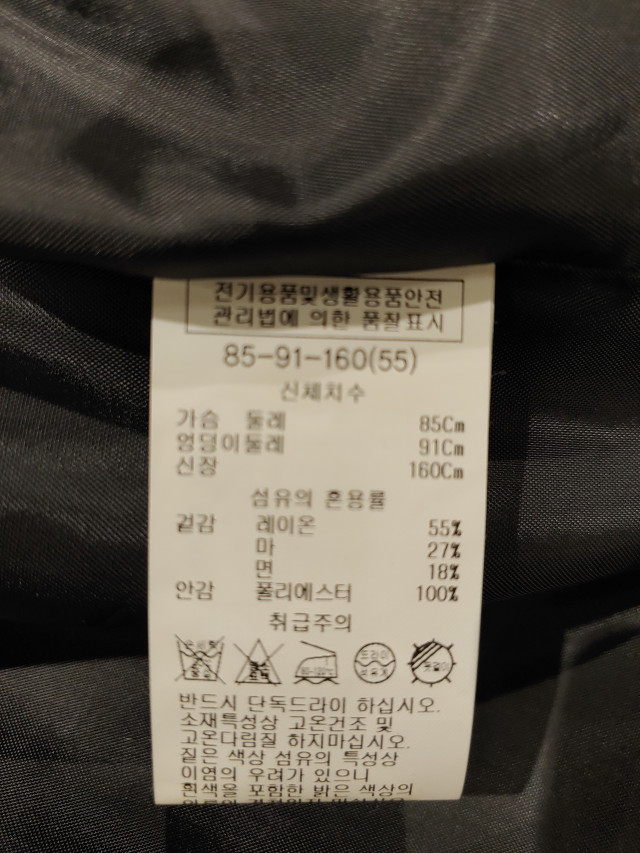 전기용품및생활용품안전
관리법에 의한 품질표시
85-91-160(55)
신체치수
가슴 둘레 85Cm
엉덩이둘레 91Cm
신장 160Cm
섬유의 혼용률
겉감 레이온 55%
마 27%
면 18%
안감 폴리에스터 100%
취급주의
드라이
옷걸이
반드시 단독드라이 하십시오.
소재특성상 고온건조 및
고온다림질 하지마십시오.
짙은 색상 섬유의 특성상
이염의 우려가 있으니
흰색을 포함한 밝은 색상의